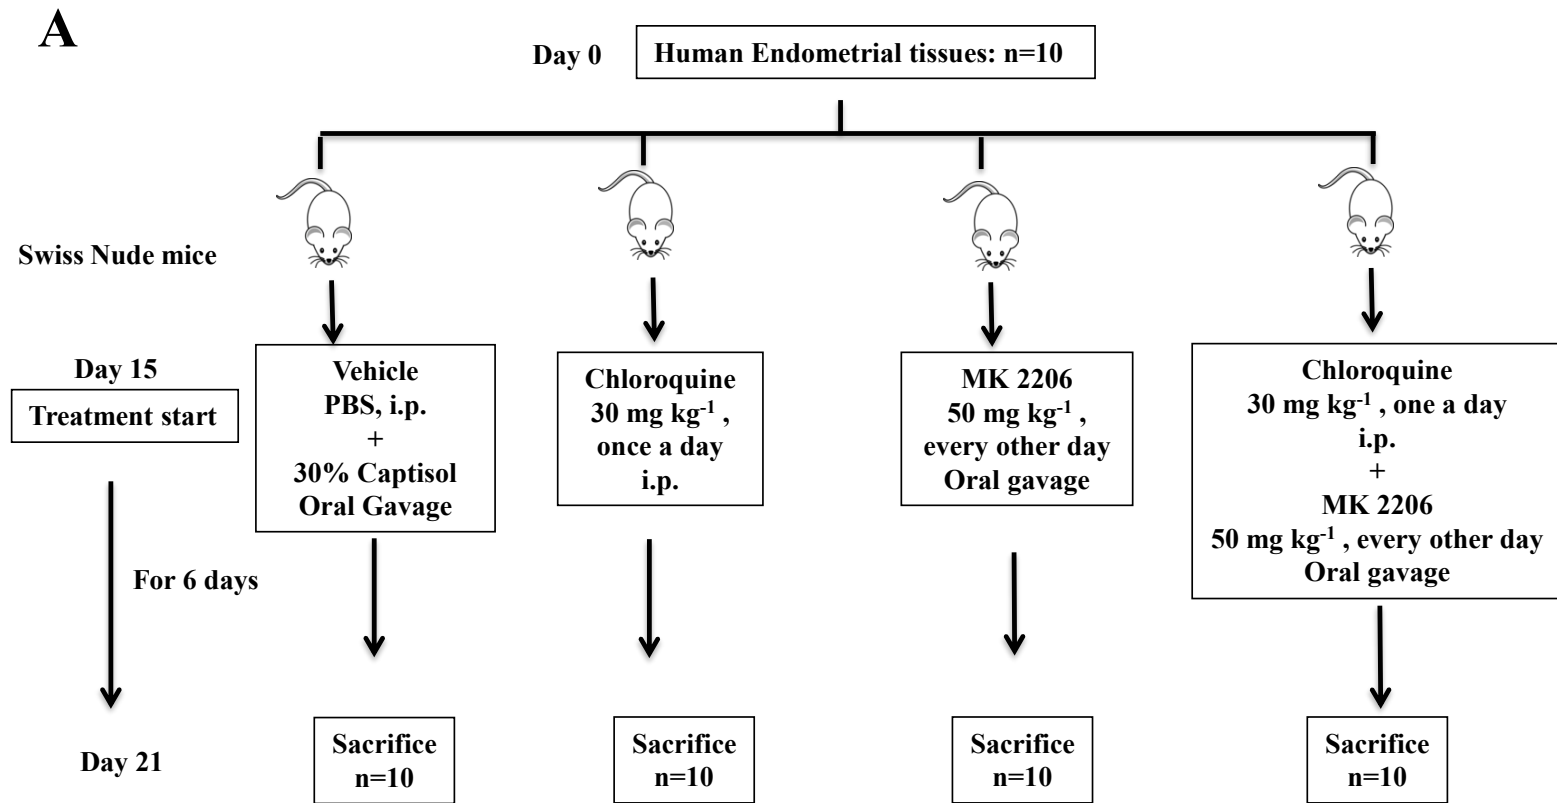 A
Day 0
Human Endometrial tissues: n=10
Swiss Nude mice
Day 15
Treatment start
For 6 days
Day 21
Vehicle
PBS, i.p.
+
30% Captisol
Oral Gavage
Chloroquine
30 mg kg⁻¹ ,
once a day
i.p.
MK 2206
50 mg kg⁻¹ ,
every other day
Oral gavage
Chloroquine
30 mg kg⁻¹ , one a day
i.p.
+
MK 2206
50 mg kg⁻¹ , every other day
Oral gavage
Sacrifice
n=10
Sacrifice
n=10
Sacrifice
n=10
Sacrifice
n=10